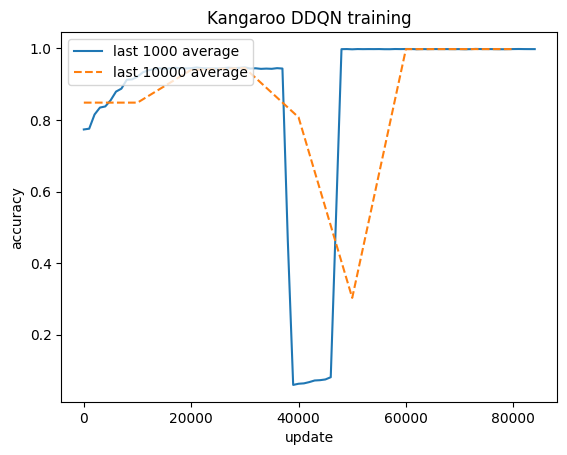 Kangaroo DDQN training
last 1000 average
last 10000 average
1.0
0.8
0.6
0.4
0.2
accuracy
0
20000
40000
60000
80000
update